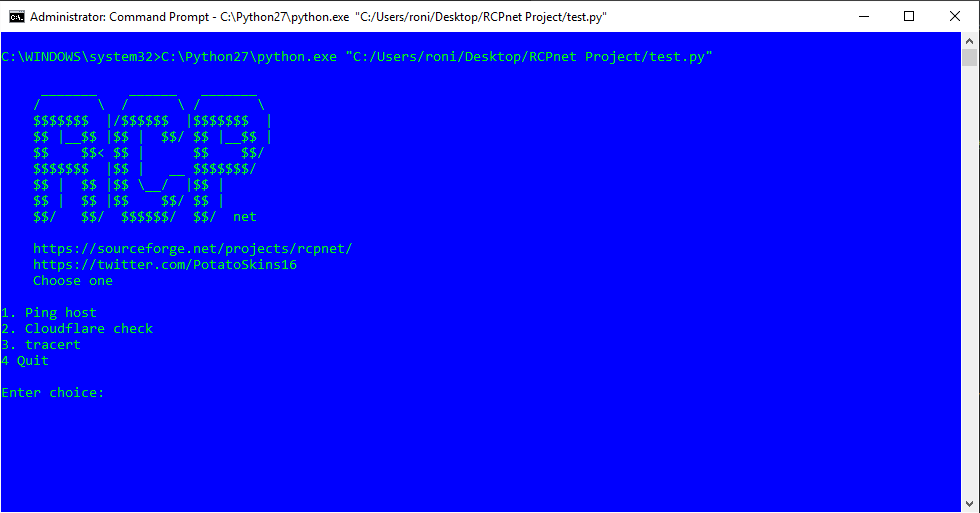 Administrator: Command Prompt - C:\Python27\python.exe "C:/Users/roni/Desktop/RCPnet Project/test.py"
C:\WINDOWS\system32>C:\Python27\python.exe "C:/Users/roni/Desktop/RCPnet Project/test.py"
     _______    ______   _______
    /       \  /      \ /       \
    $$$$$$$  |/$$$$$$  |$$$$$$$  |
    $$ |__$$ |$$ |  $$/ $$ |__$$ |
    $$    $$< $$ |      $$    $$/
    $$$$$$$  |$$ |   __ $$$$$$$/
    $$ |  $$ |$$ \__/  |$$ |
    $$ |  $$ |$$    $$/ $$ |
    $$/   $$/  $$$$$$/  $$/  net
    https://sourceforge.net/projects/rcpnet/
    https://twitter.com/PotatoSkins16
    Choose one
1. Ping host
2. Cloudflare check
3. tracert
4 Quit
Enter choice: